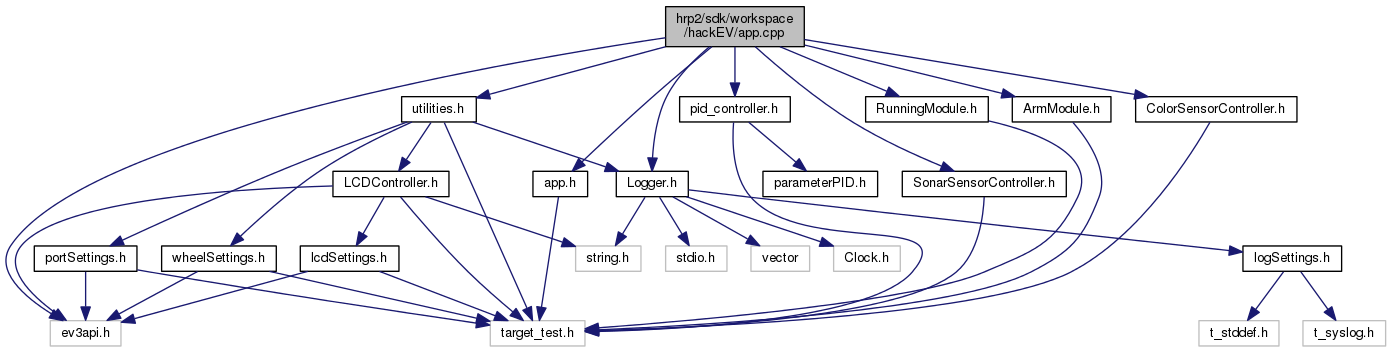 hrp2/sdk/workspace
/hackEV/app.cpp
utilities.h
pid_controller.h
RunningModule.h
ArmModule.h
ColorSensorController.h
LCDController.h
app.h
Logger.h
parameterPID.h
SonarSensorController.h
portSettings.h
wheelSettings.h
lcdSettings.h
string.h
stdio.h
vector
Clock.h
logSettings.h
ev3api.h
target_test.h
t_stddef.h
t_syslog.h